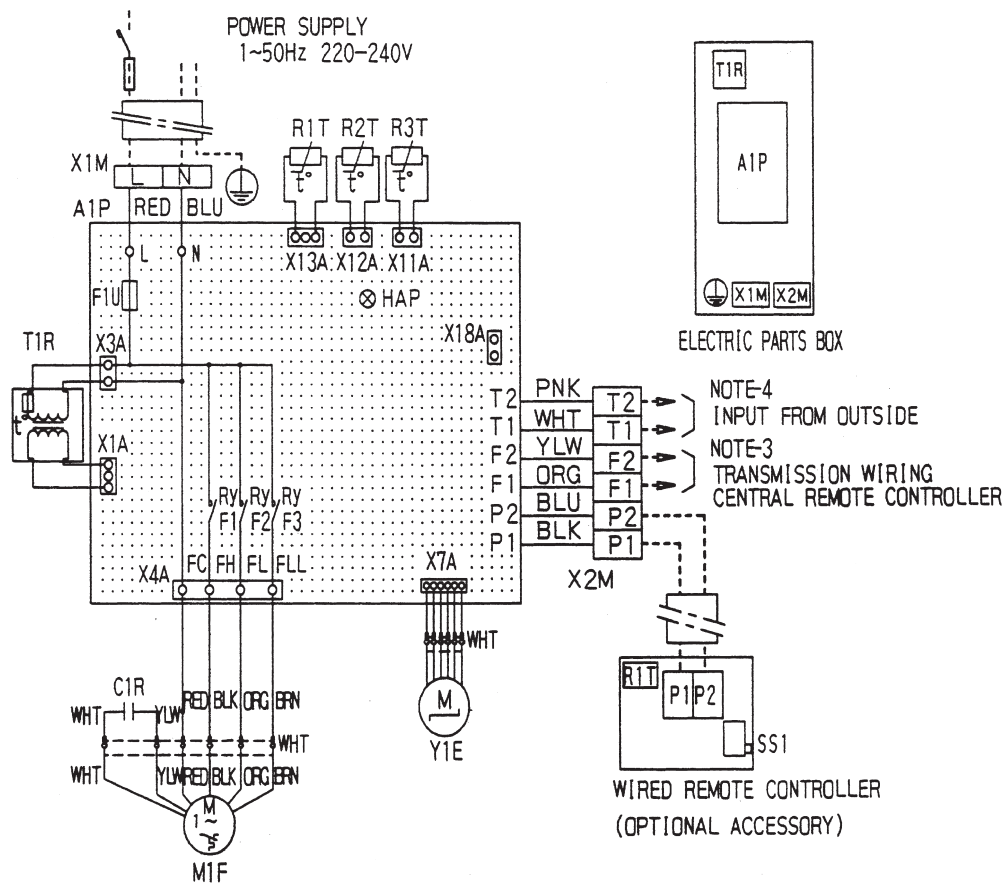 POWER SUPPLY
1~50Hz 220-240V
T1R
A1P
X1M X2M
ELECTRIC PARTS BOX
R1T R2T R3T
t° t° t°
X1M L N
A1P RED BLU
L N
X13A X12A X11A
F1U
HAP
T1R
X3A
X18A
t°
X1A
T2 PNK T2
NOTE-4
INPUT FROM OUTSIDE
T1 WHT T1
F2 YLW F2
NOTE-3
TRANSMISSION WIRING
CENTRAL REMOTE CONTROLLER
F1 ORG F1
P2 BLU P2
P1 BLK P1
X2M
Ry Ry Ry
F1 F2 F3
X4A FC FH FL FLL
X7A
WHT
M
Y1E
R1T
P1 P2
SS1
WIRED REMOTE CONTROLLER
(OPTIONAL ACCESSORY)
C1R
WHT YLW RED BLK ORG BRN
WHT
WHT YLW RED BLK ORG BRN
M
1~
M1F